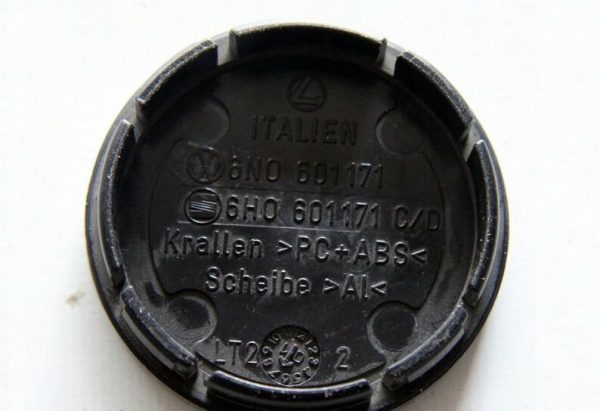 ITALIEN
6N0 601171
6H0 601171 C/D
Krallen >PC+ABS<
Scheibe >Al<
LT2 2